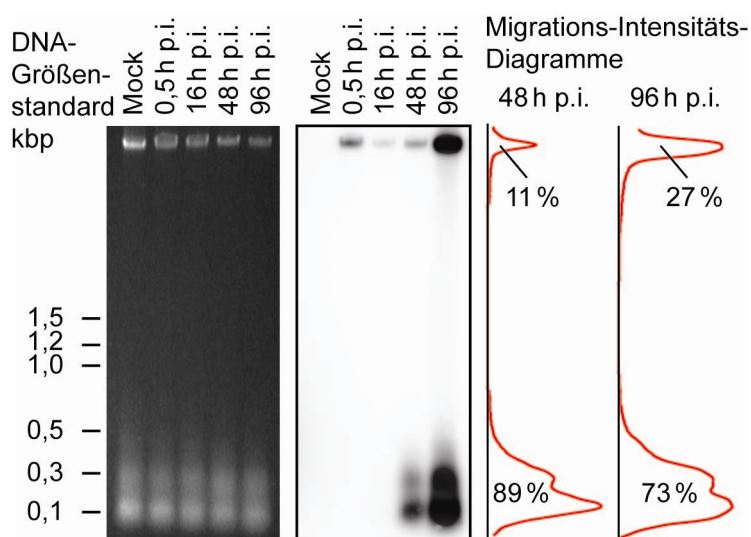 DNA-
Größen-
standard
kbp
Mock
0,5 h p.i.
16 h p.i.
48 h p.i.
96 h p.i.
Mock
0,5 h p.i.
16 h p.i.
48 h p.i.
96 h p.i.
Migrations-Intensitäts-
Diagramme
48 h p.i. 96 h p.i.
11 % 27 %
1,5
1,2
1,0
0,5
0,3
0,1
89 % 73 %